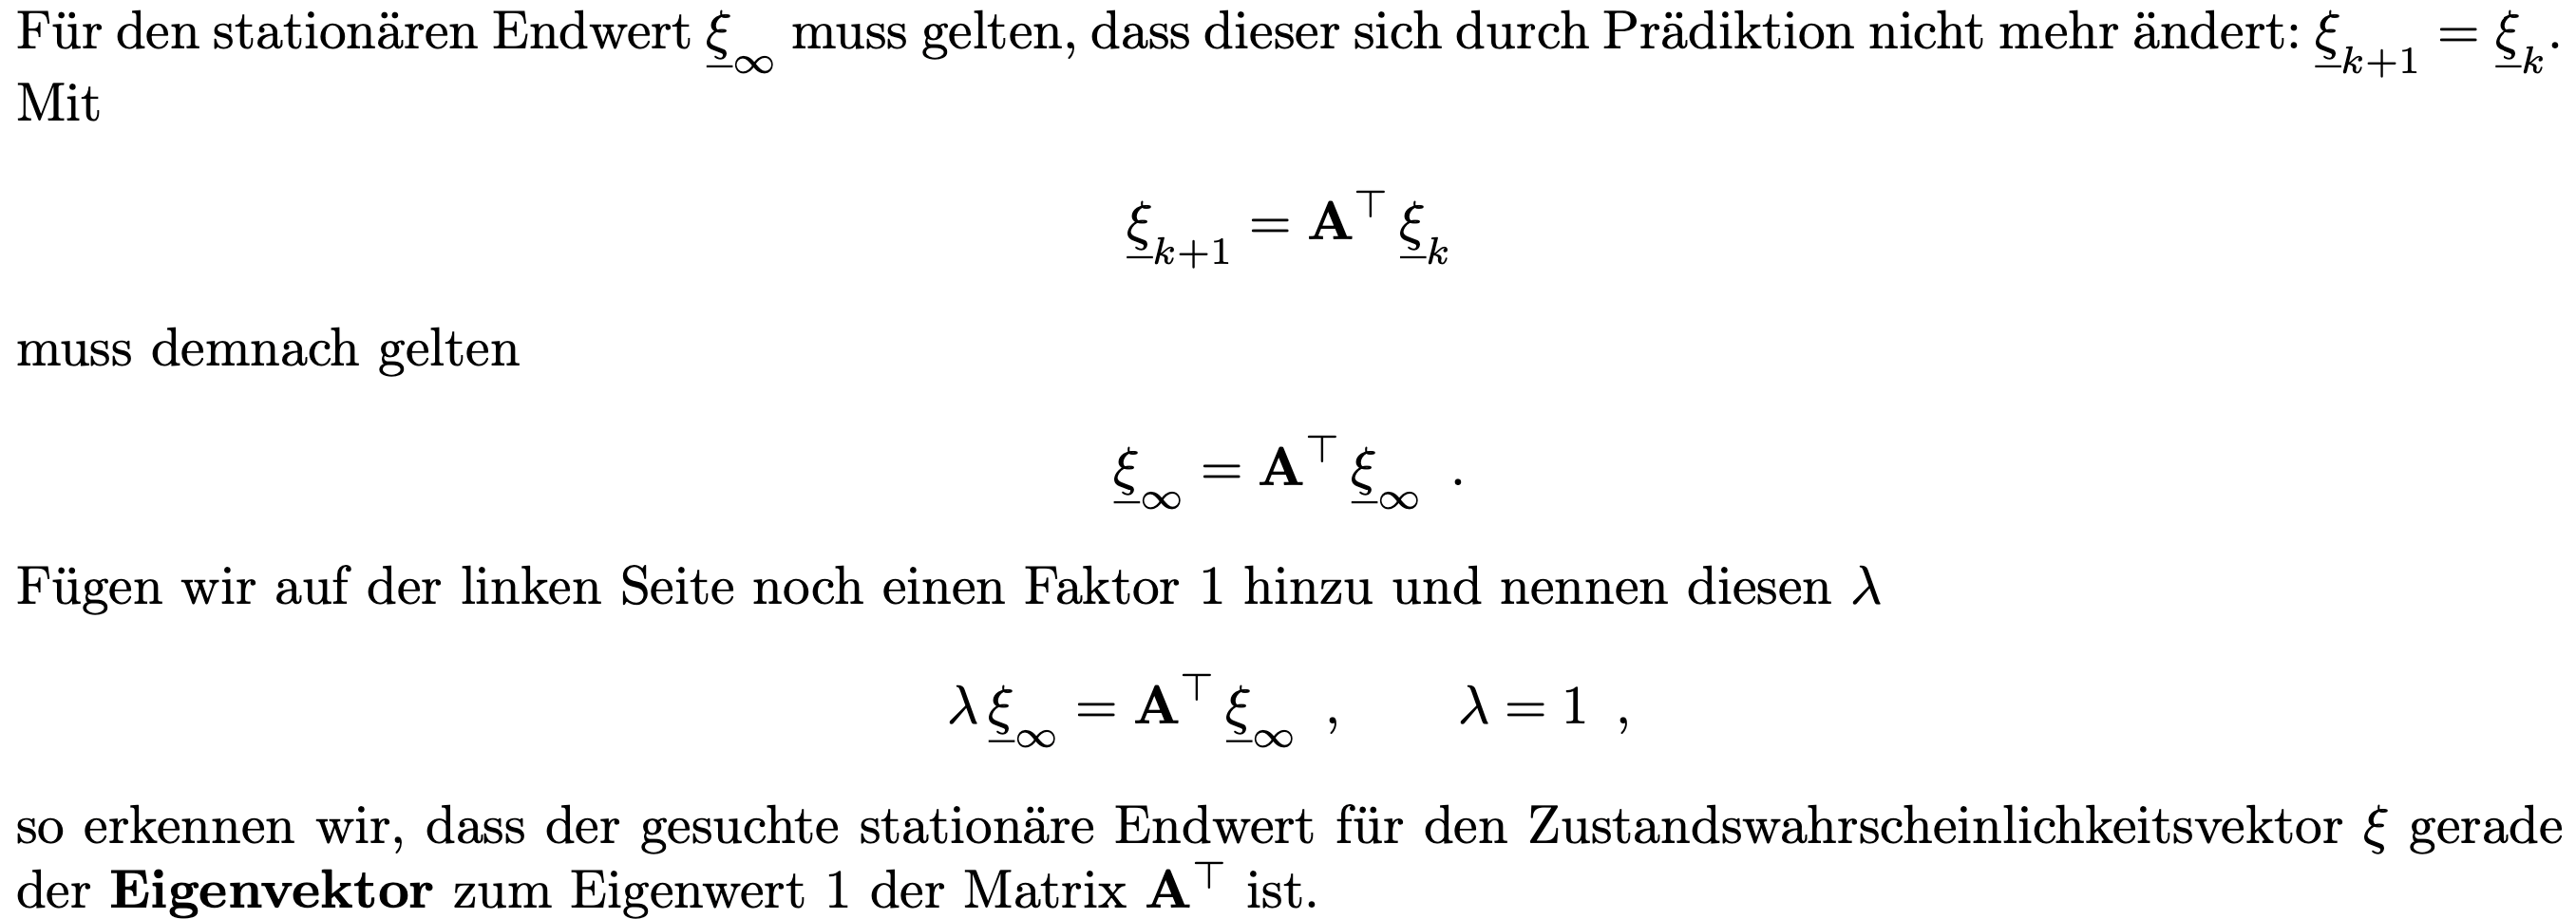 Für den stationären Endwert ξ_∞ muss gelten, dass dieser sich durch Prädiktion nicht mehr ändert: ξ_{k+1} = ξ_k.
Mit
ξ_{k+1} = A^⊤ ξ_k
muss demnach gelten
ξ_∞ = A^⊤ ξ_∞ .
Fügen wir auf der linken Seite noch einen Faktor 1 hinzu und nennen diesen λ
λ ξ_∞ = A^⊤ ξ_∞ , λ = 1 ,
so erkennen wir, dass der gesuchte stationäre Endwert für den Zustandswahrscheinlichkeitsvektor ξ gerade
der Eigenvektor zum Eigenwert 1 der Matrix A^⊤ ist.